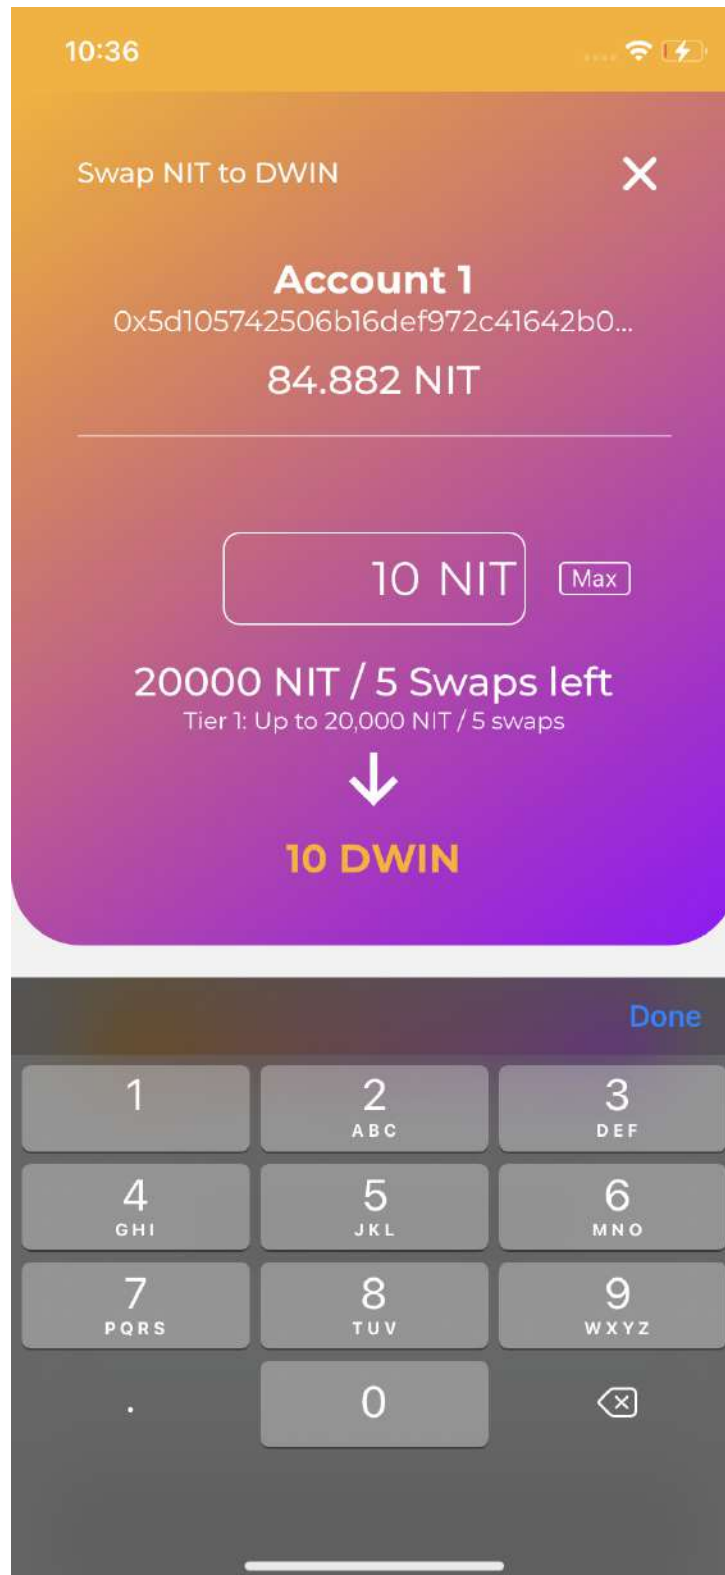 10:36
Swap NIT to DWIN
Account 1
0x5d105742506b16def972c41642b0...
84.882 NIT
10 NIT
Max
20000 NIT / 5 Swaps left
Tier 1: Up to 20,000 NIT / 5 swaps
10 DWIN
Done
1
2
ABC
3
DEF
4
GHI
5
JKL
6
MNO
7
PQRS
8
TUV
9
WXYZ
.
0